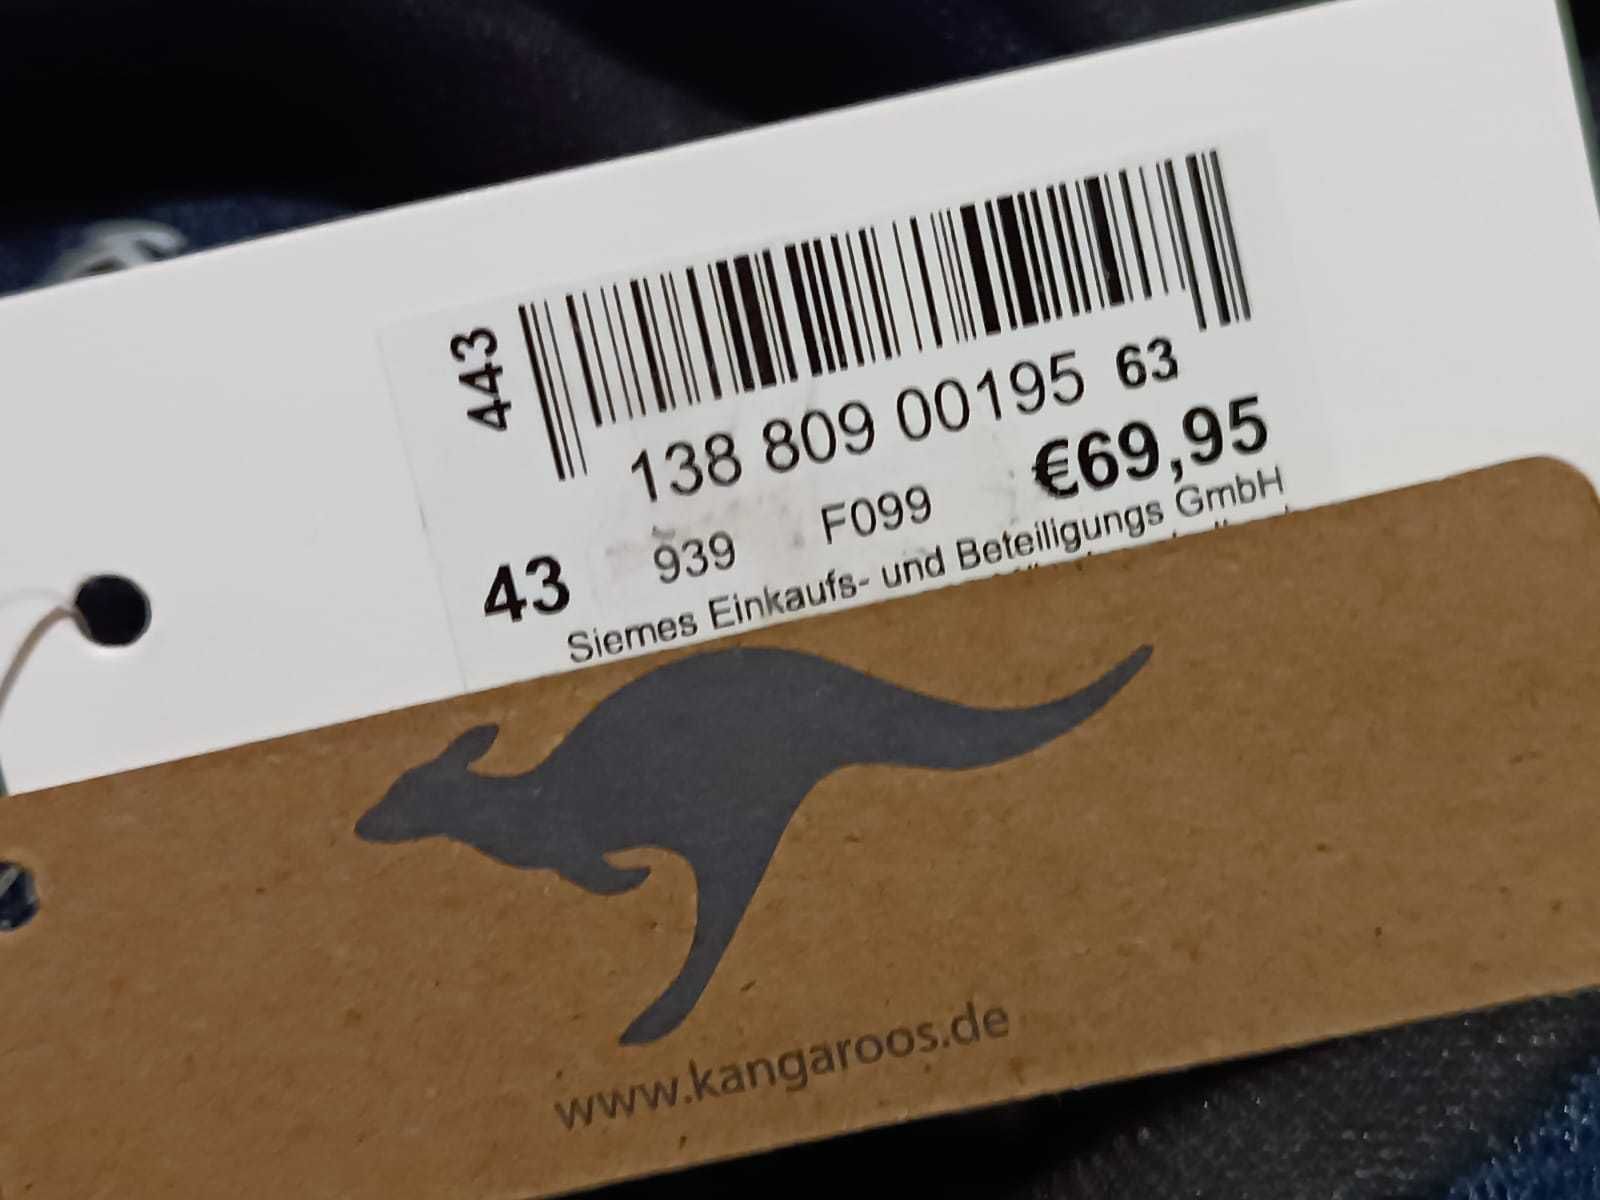 443
138 809 00195 63
€69,95
43 939 F099
Siemes Einkaufs- und Beteiligungs GmbH
www.kangaroos.de